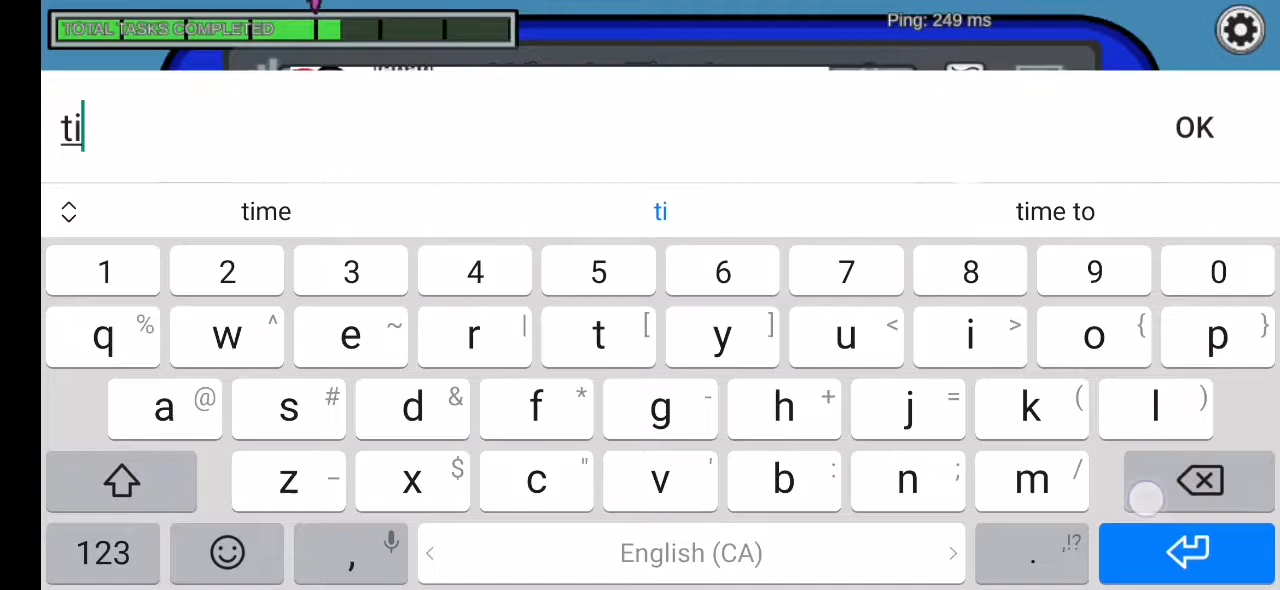 TOTAL TASKS COMPLETED
Ping: 249 ms
ti
OK
time ti time to
1 2 3 4 5 6 7 8 9 0
q % w ^ e ~ r | t [ y ] u < i > o { p }
a @ s # d & f * g - h + j = k ( l )
z _ x $ c " v ' b : n ; m /
123 , < English (CA) > . ,!?